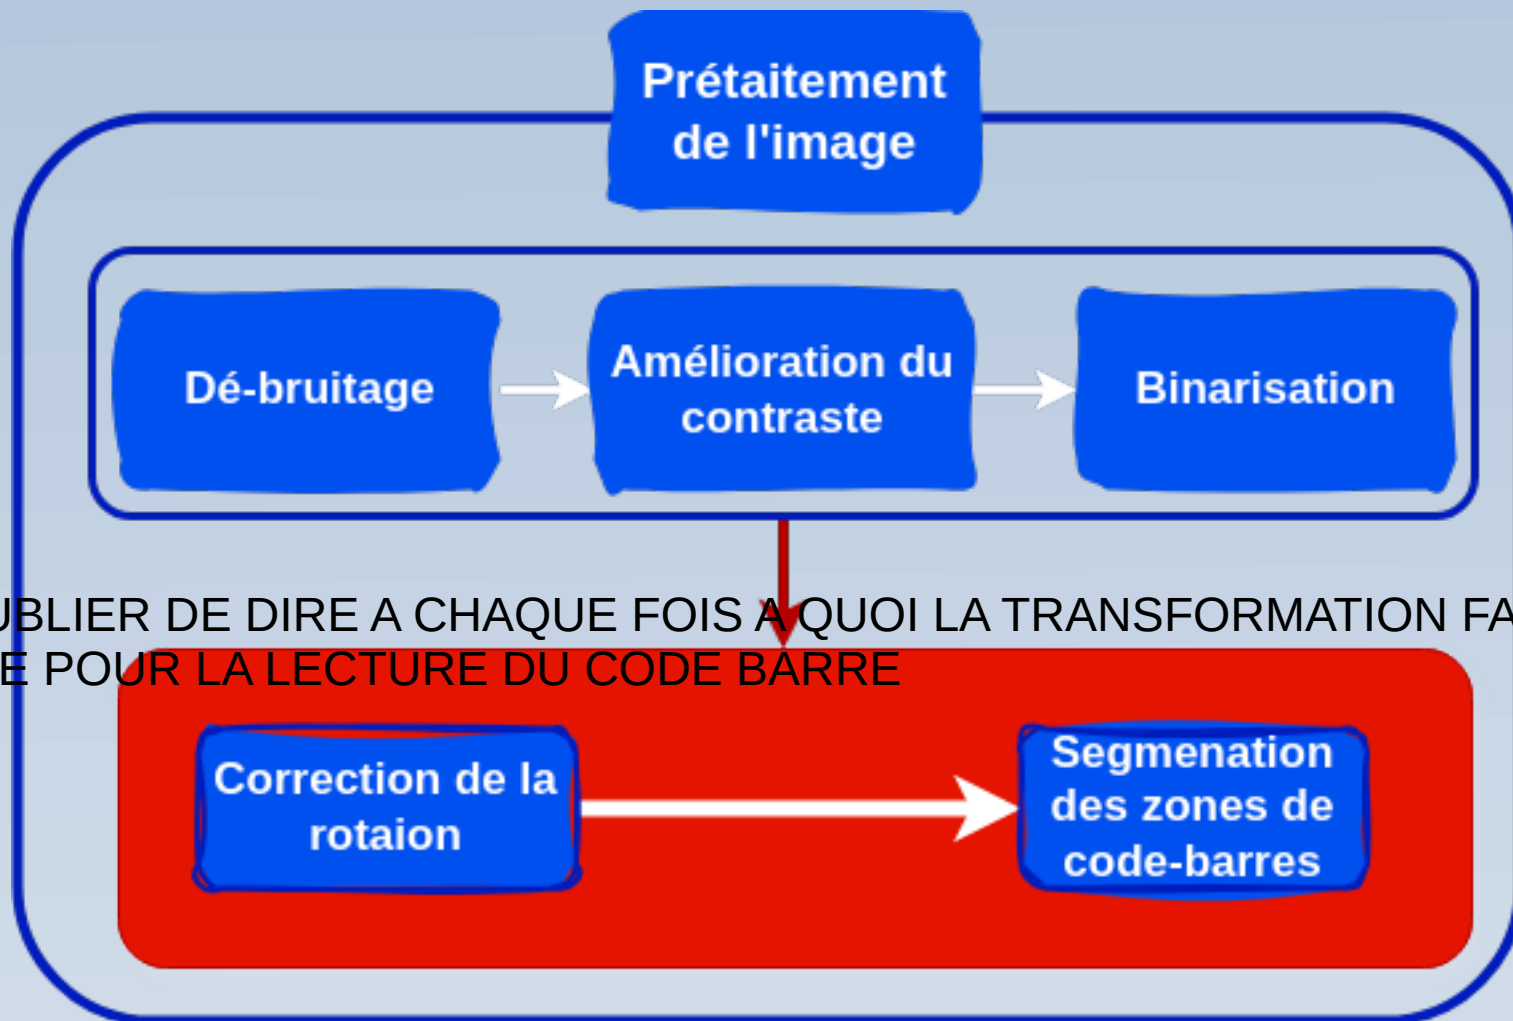 Prétaitement
de l'image
Dé-bruitage
Amélioration du
contraste
Binarisation
UBLIER DE DIRE A CHAQUE FOIS A QUOI LA TRANSFORMATION FA
E POUR LA LECTURE DU CODE BARRE
Correction de la
rotaion
Segmenation
des zones de
code-barres